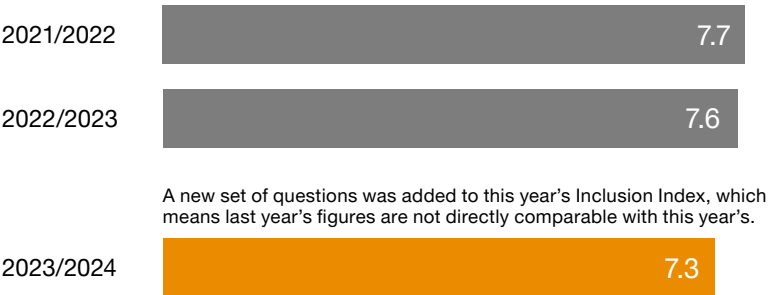 2021/2022 7.7
2022/2023 7.6
A new set of questions was added to this year’s Inclusion Index, which
means last year’s figures are not directly comparable with this year’s.
2023/2024 7.3